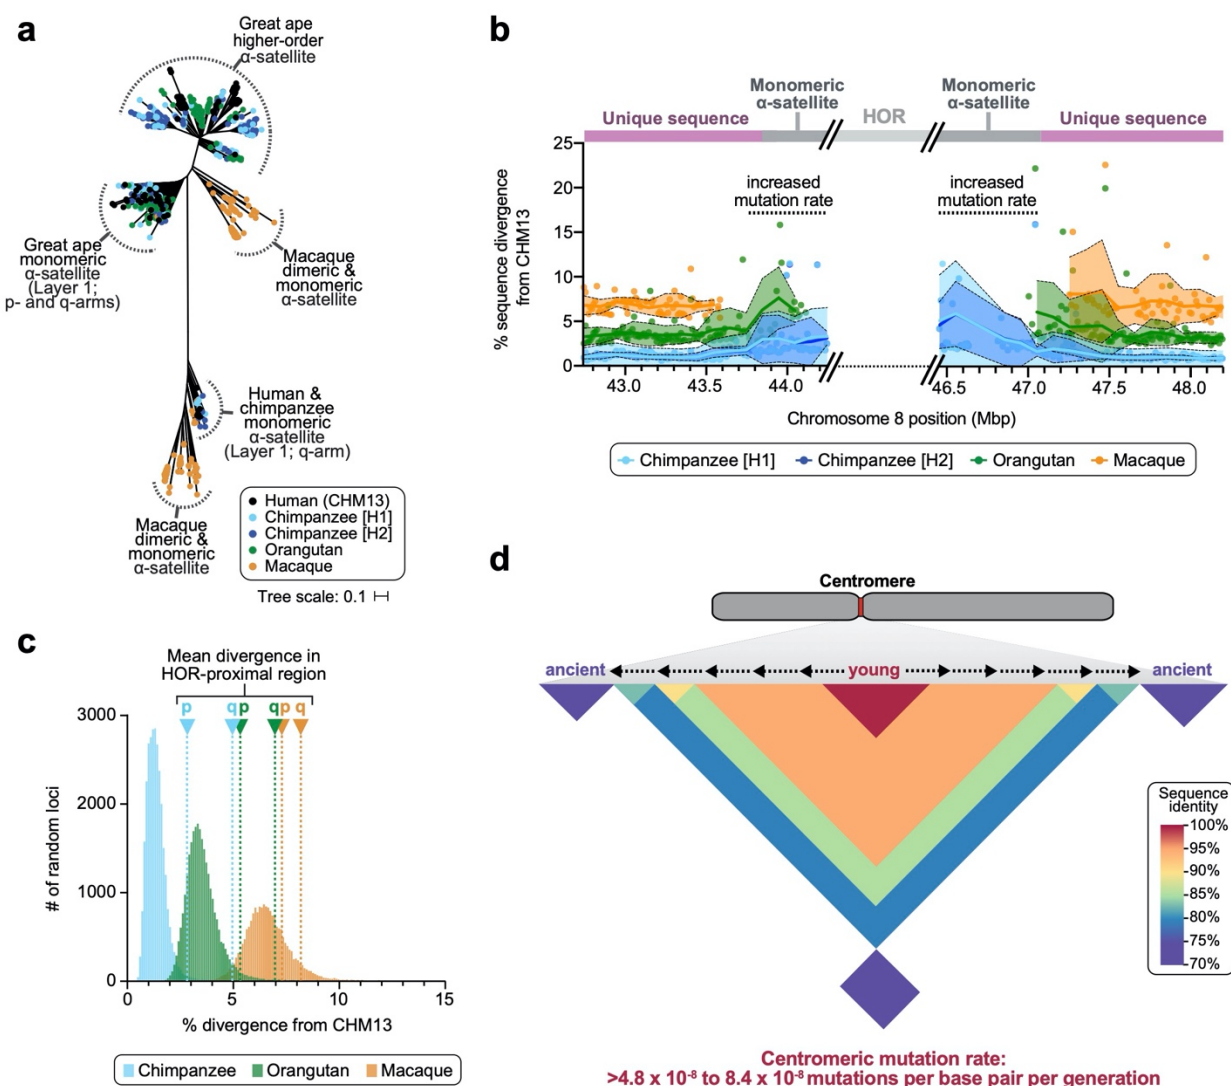 a
Great ape
higher-order
α-satellite
Great ape
monomeric
α-satellite
(Layer 1;
p- and q-arms)
Macaque
dimeric &
monomeric
α-satellite
Human &
chimpanzee
monomeric
α-satellite
(Layer 1; q-arm)
Macaque
dimeric &
monomeric
α-satellite
Human (CHM13)
Chimpanzee [H1]
Chimpanzee [H2]
Orangutan
Macaque
Tree scale: 0.1
b
Monomeric
α-satellite
HOR
Monomeric
α-satellite
Unique sequence
Unique sequence
increased
mutation rate
increased
mutation rate
% sequence divergence
from CHM13
25
20
15
10
5
0
43.0 43.5 44.0 46.5 47.0 47.5 48.0
Chromosome 8 position (Mbp)
Chimpanzee [H1] Chimpanzee [H2] Orangutan Macaque
c
Mean divergence in
HOR-proximal region
p q p q p q
# of random loci
3000
2000
1000
0
0 5 10 15
% divergence from CHM13
Chimpanzee Orangutan Macaque
d
Centromere
ancient young ancient
Sequence
identity
100%
95%
90%
85%
80%
75%
70%
Centromeric mutation rate:
>4.8 x 10⁻⁸ to 8.4 x 10⁻⁸ mutations per base pair per generation